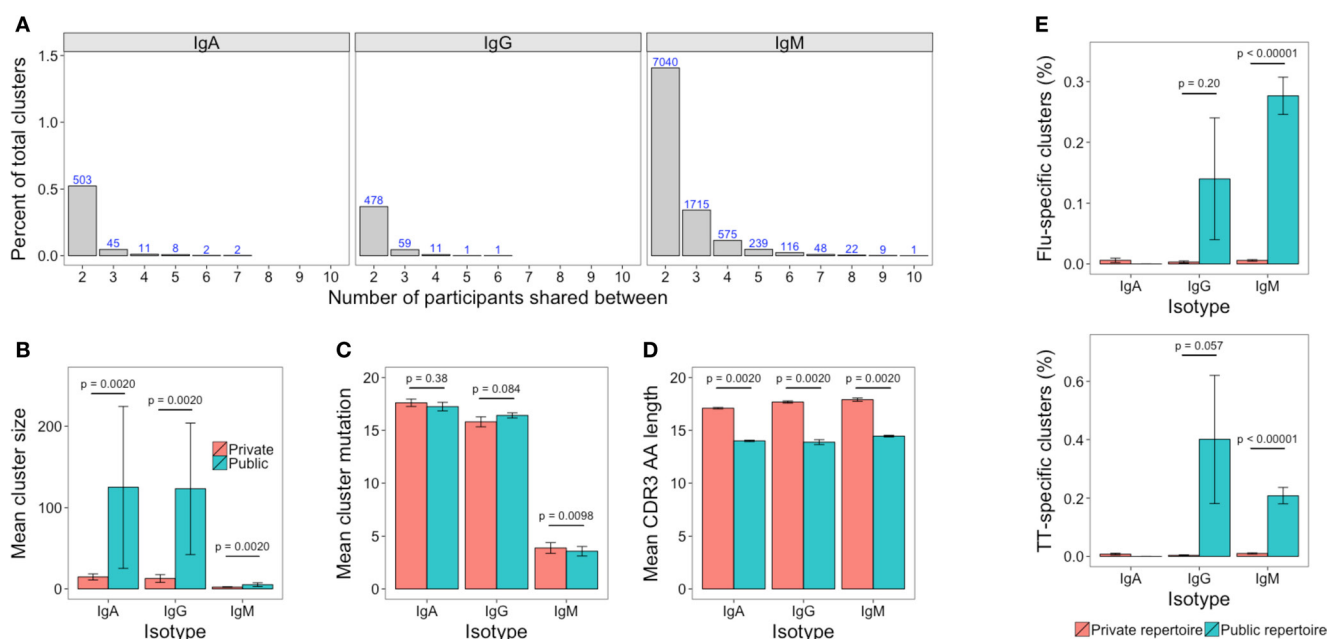 A
IgA
IgG
IgM
Percent of total clusters
1.5
1.0
0.5
0.0
503
45
11
8
2
2
478
59
11
1
1
7040
1715
575
239
116
48
22
9
1
2 3 4 5 6 7 8 9 10
2 3 4 5 6 7 8 9 10
2 3 4 5 6 7 8 9 10
Number of participants shared between
B
Mean cluster size
200
100
0
p = 0.0020
p = 0.0020
p = 0.0020
Private
Public
IgA IgG IgM
Isotype
C
Mean cluster mutation
20
15
10
5
0
p = 0.38
p = 0.084
p = 0.0098
IgA IgG IgM
Isotype
D
Mean CDR3 AA length
20
15
10
5
0
p = 0.0020
p = 0.0020
p = 0.0020
IgA IgG IgM
Isotype
E
Flu-specific clusters (%)
0.3
0.2
0.1
0.0
p = 0.20
p < 0.00001
IgA IgG IgM
Isotype
TT-specific clusters (%)
0.6
0.4
0.2
0.0
p = 0.057
p < 0.00001
IgA IgG IgM
Isotype
Private repertoire Public repertoire